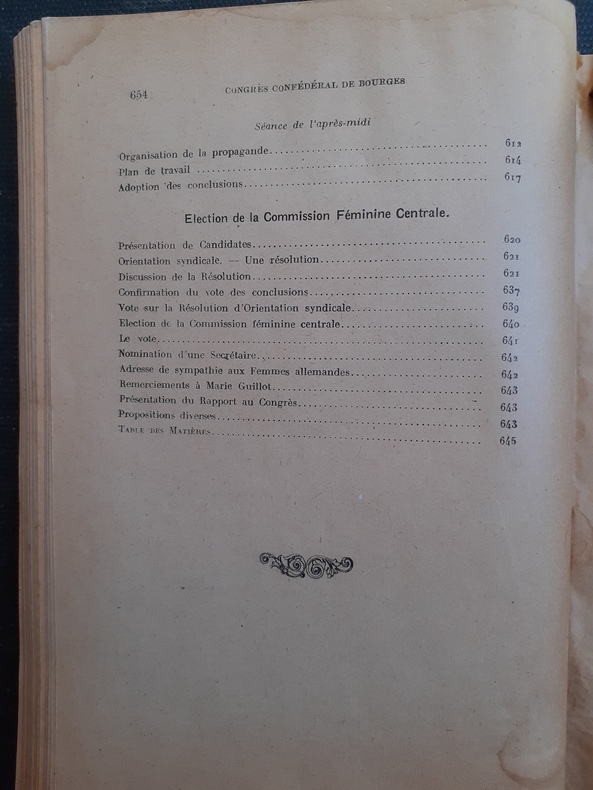 654
CONGRÈS CONFÉDÉRAL DE BOURGES
Séance de l'après-midi
Organisation de la propagande 612
Plan de travail 614
Adoption des conclusions 617
Election de la Commission Féminine Centrale.
Présentation de Candidates 620
Orientation syndicale. — Une résolution 621
Discussion de la Résolution 621
Confirmation du vote des conclusions 637
Vote sur la Résolution d'Orientation syndicale 639
Election de la Commission féminine centrale 640
Le vote 641
Nomination d'une Secrétaire 642
Adresse de sympathie aux Femmes allemandes 642
Remerciements à Marie Guillot 643
Présentation du Rapport au Congrès 643
Propositions diverses 643
TABLE DES MATIÈRES 645